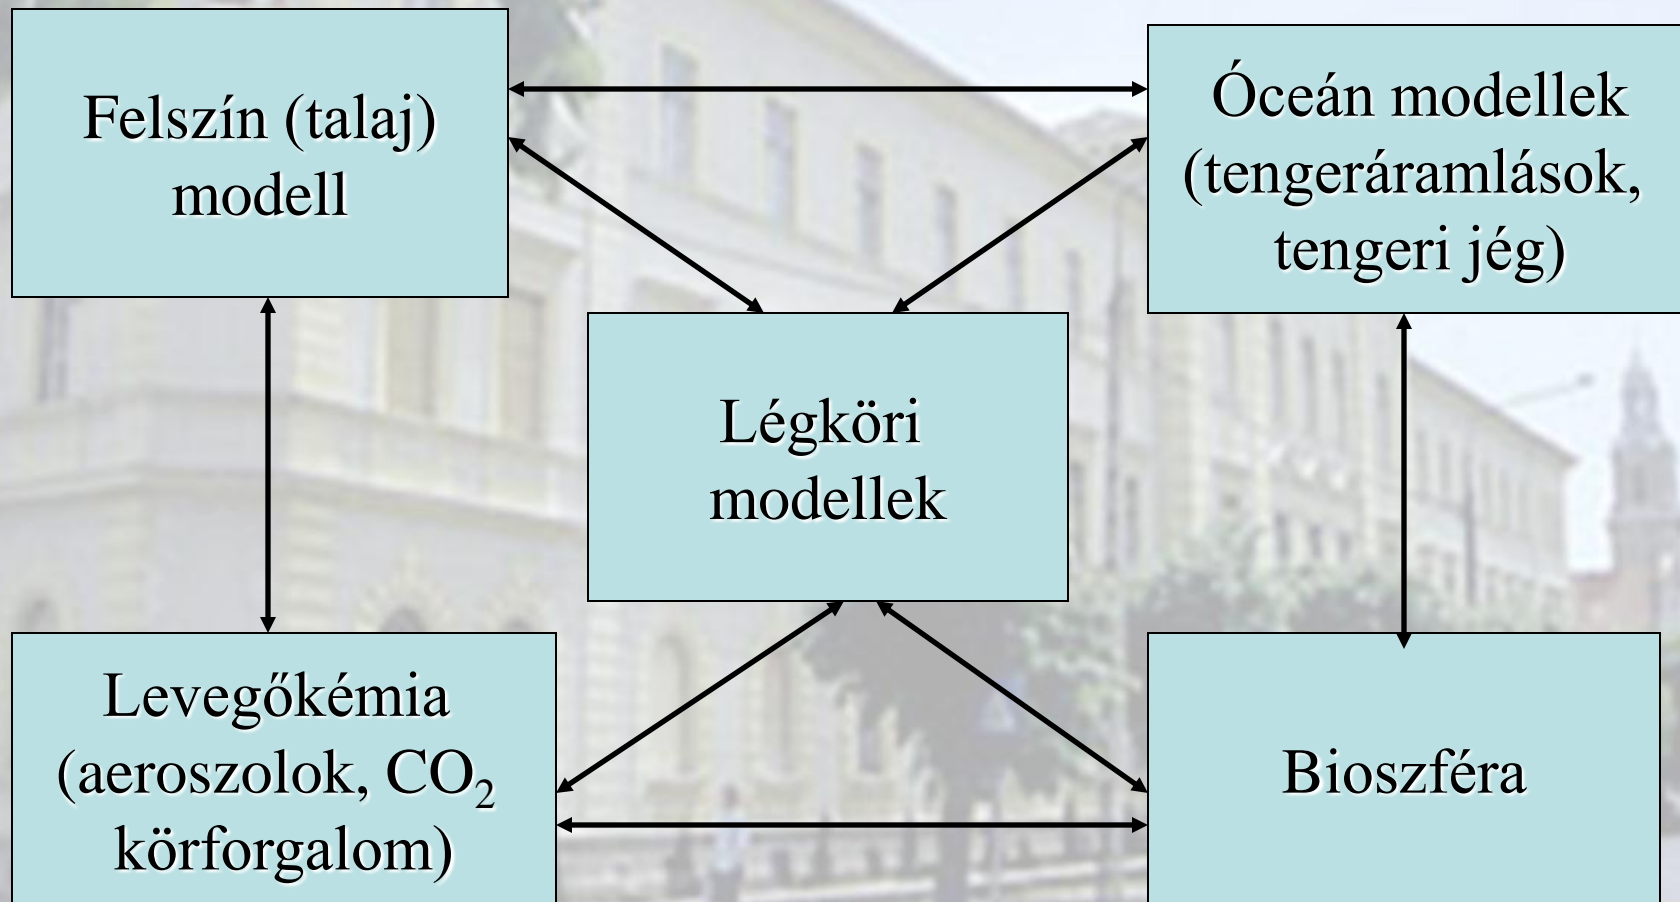 Felszín (talaj)
modell
Óceán modellek
(tengeráramlások,
tengeri jég)
Légköri
modellek
Levegőkémia
(aeroszolok, CO₂
körforgalom)
Bioszféra